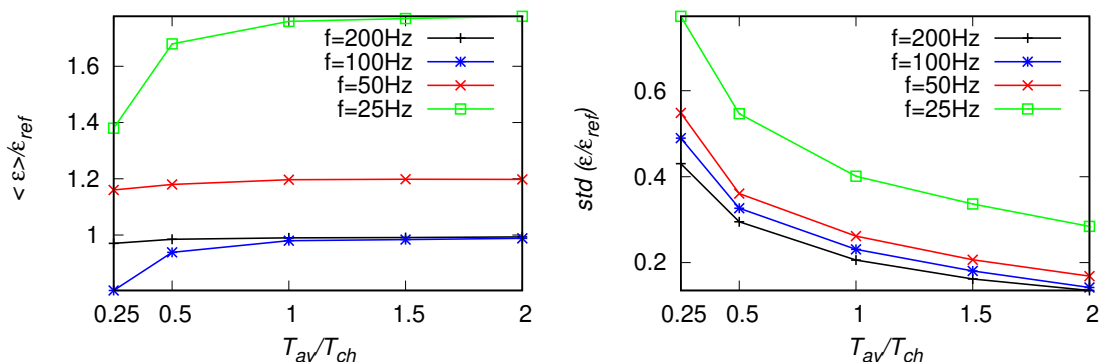 f=200Hz
f=100Hz
f=50Hz
f=25Hz
1.6
1.4
1.2
1
0.25 0.5 1 1.5 2
T_av/T_ch
< ε>/ε_ref
f=200Hz
f=100Hz
f=50Hz
f=25Hz
0.6
0.4
0.2
0.25 0.5 1 1.5 2
T_av/T_ch
std (ε/ε_ref)